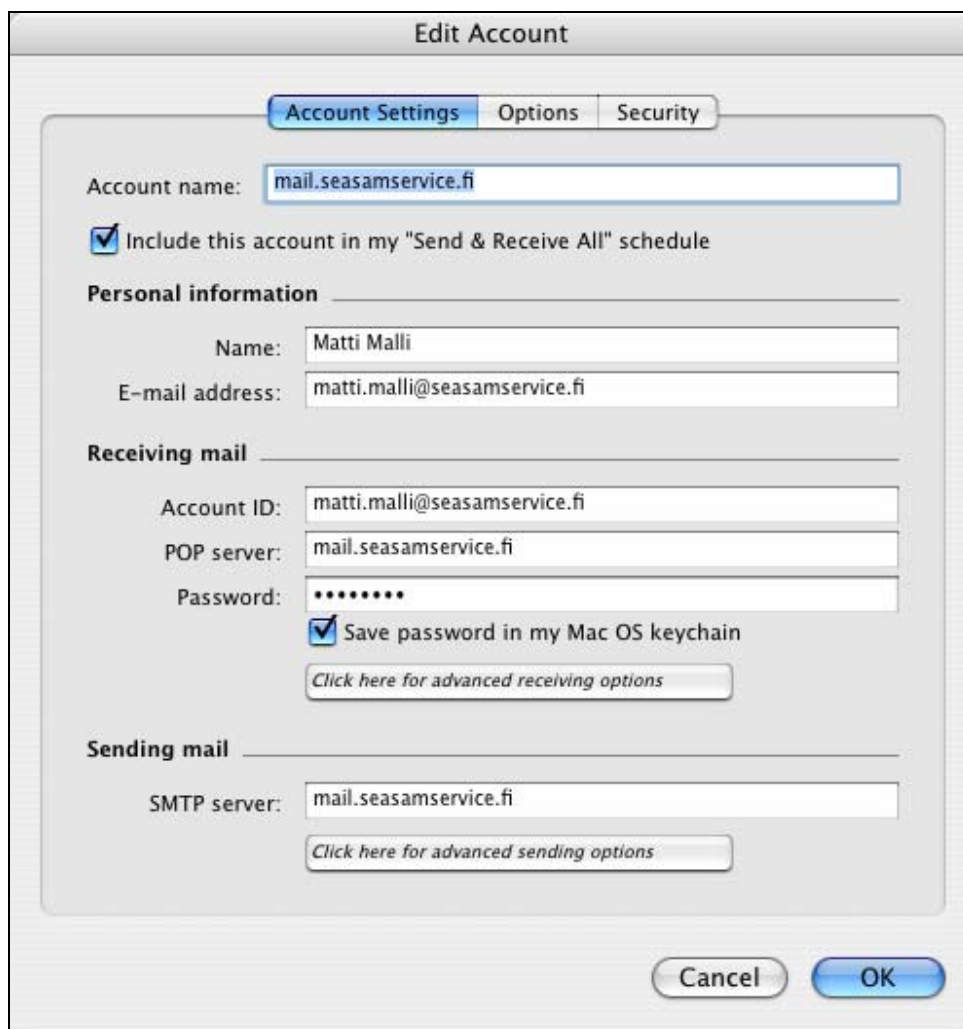 Edit Account
Account Settings Options Security
Account name: mail.seasamservice.fi
Include this account in my "Send & Receive All" schedule
Personal information
Name: Matti Malli
E-mail address: matti.malli@seasamservice.fi
Receiving mail
Account ID: matti.malli@seasamservice.fi
POP server: mail.seasamservice.fi
Password: ••••••••
Save password in my Mac OS keychain
Click here for advanced receiving options
Sending mail
SMTP server: mail.seasamservice.fi
Click here for advanced sending options
Cancel OK